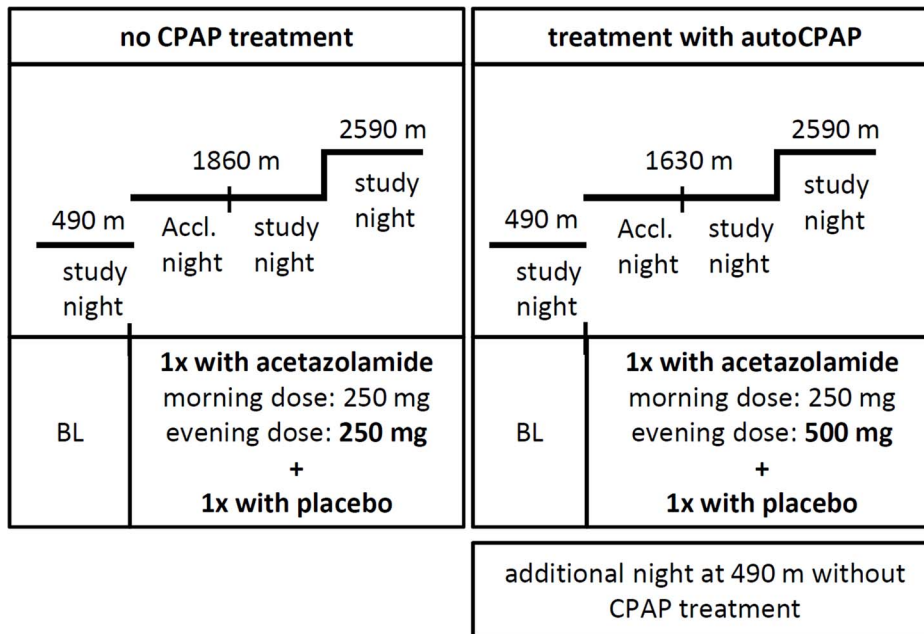 no CPAP treatment
2590 m
1860 m
study
night
Accl.
night
study
night
490 m
study
night
BL
1x with acetazolamide
morning dose: 250 mg
evening dose: 250 mg
+
1x with placebo
treatment with autoCPAP
2590 m
1630 m
study
night
Accl.
night
study
night
490 m
study
night
BL
1x with acetazolamide
morning dose: 250 mg
evening dose: 500 mg
+
1x with placebo
additional night at 490 m without
CPAP treatment